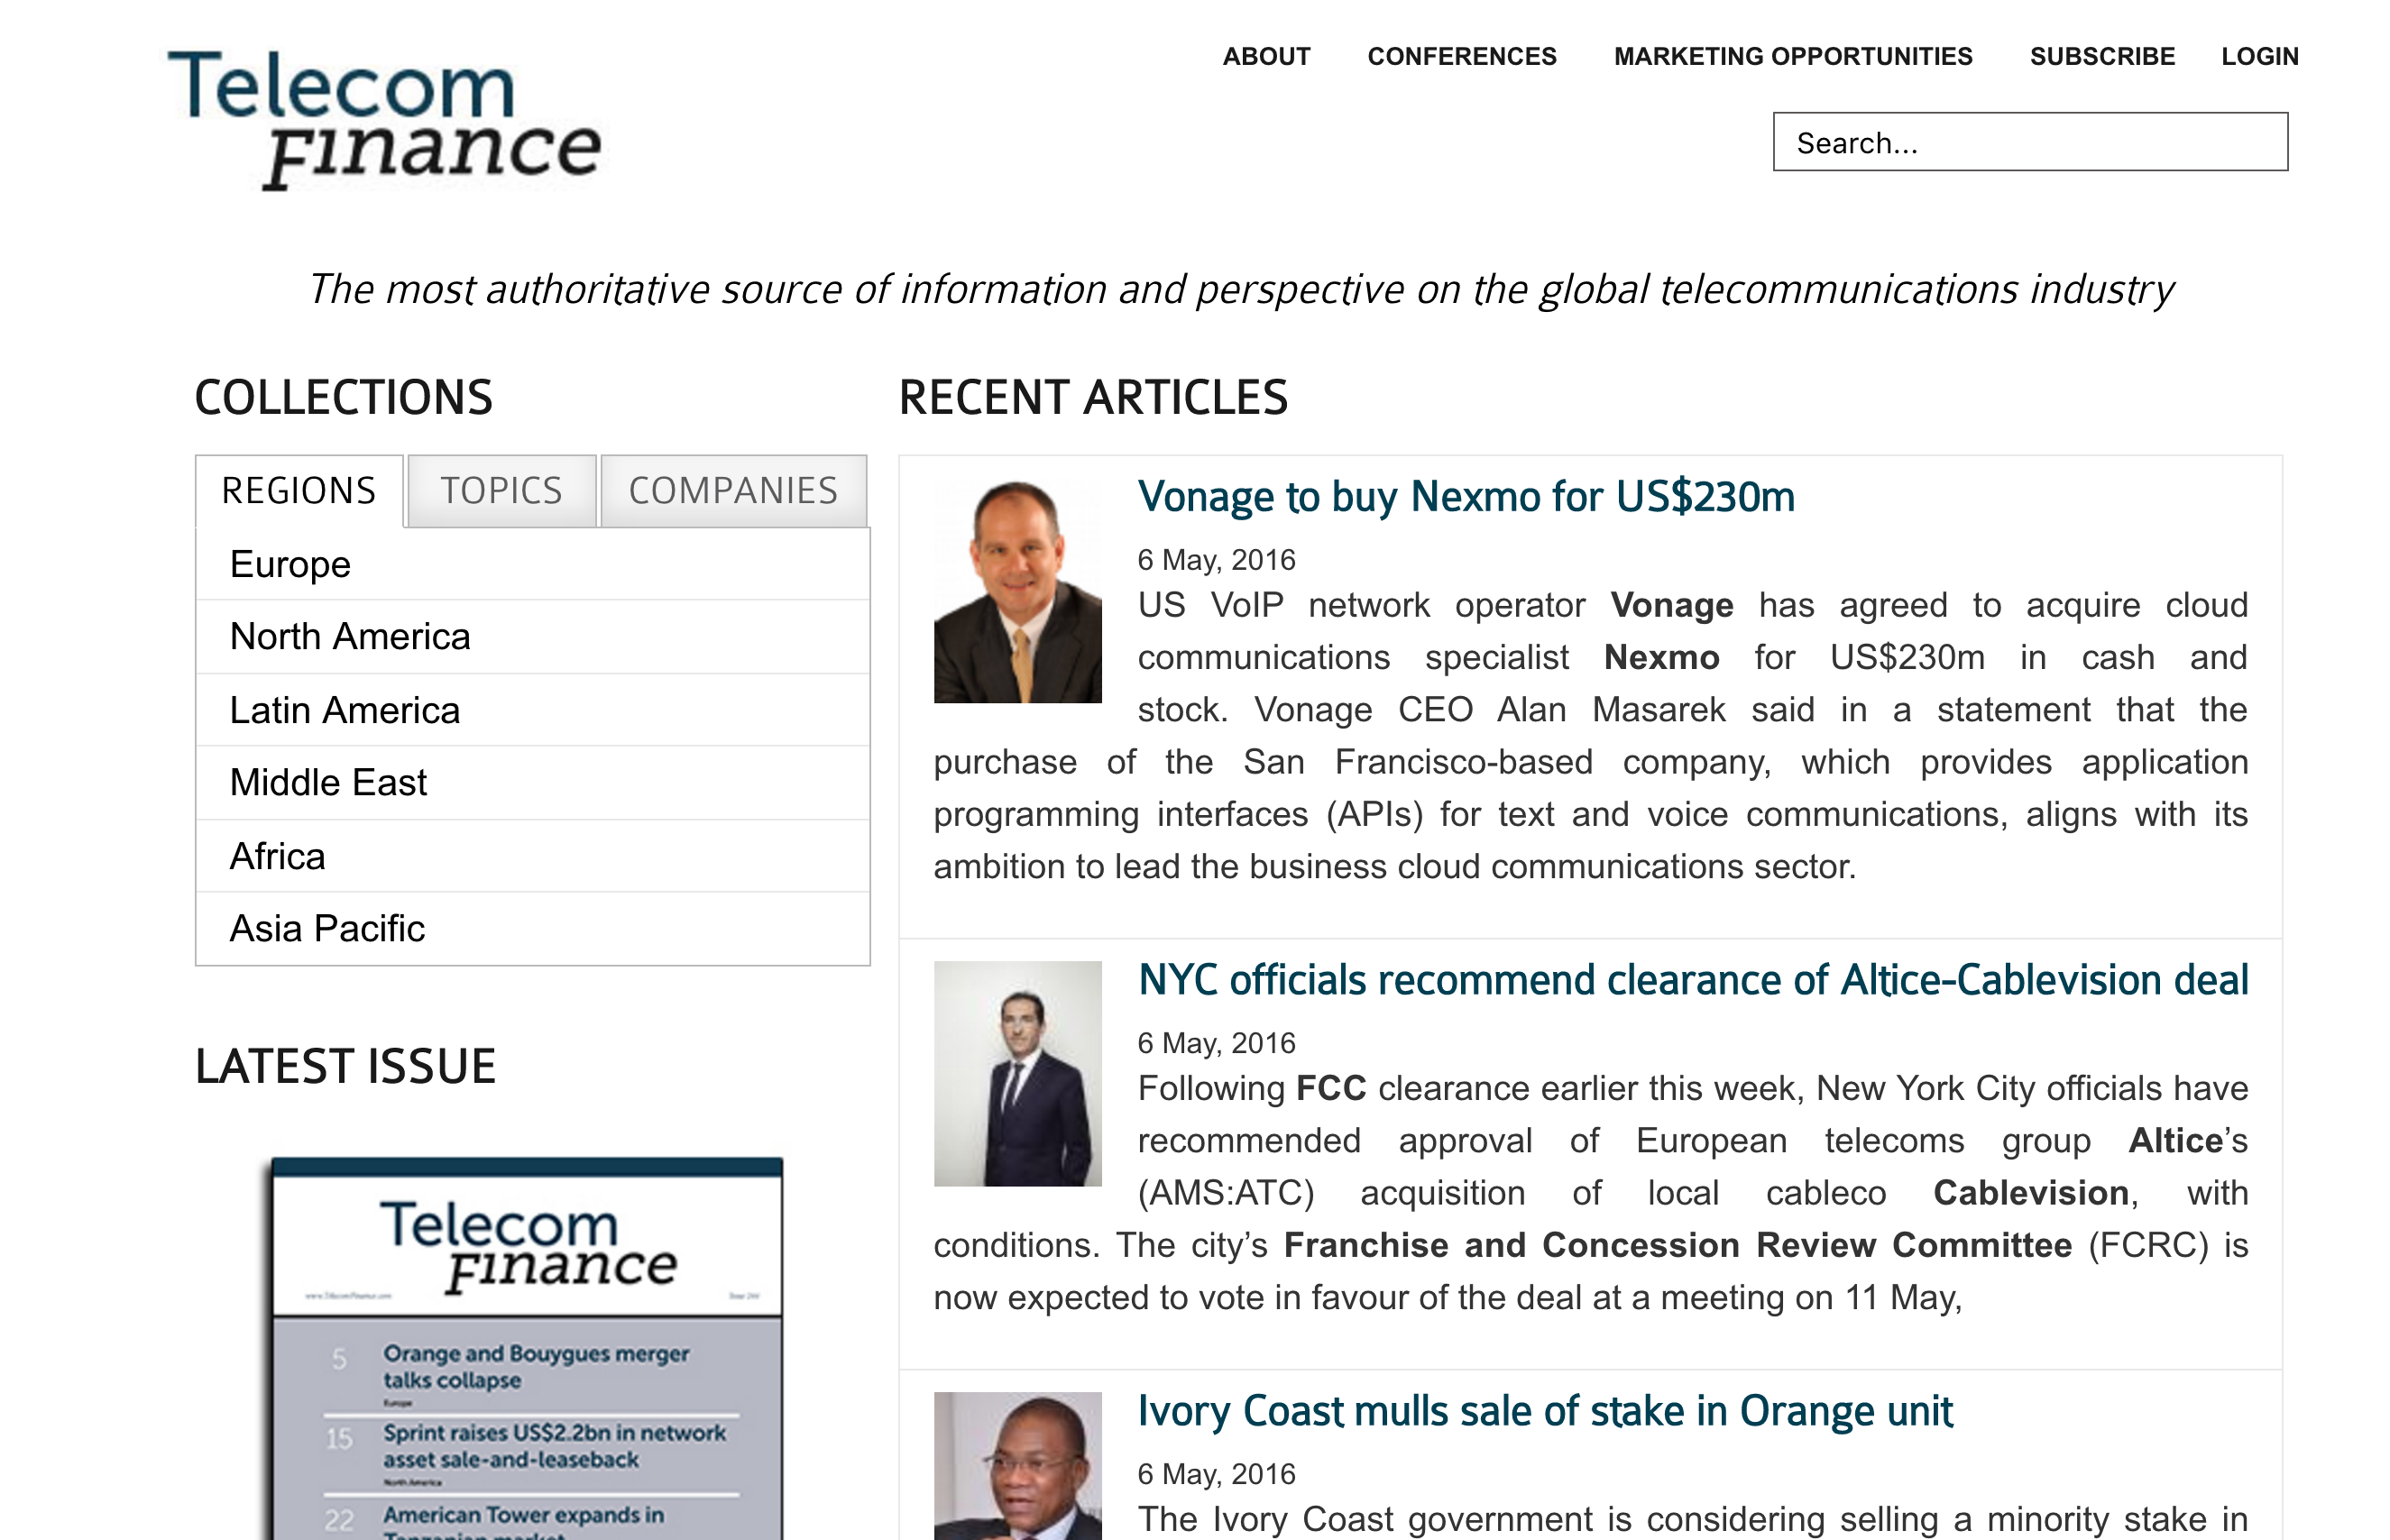 Telecom
Finance
ABOUT CONFERENCES MARKETING OPPORTUNITIES SUBSCRIBE LOGIN
Search...
The most authoritative source of information and perspective on the global telecommunications industry
COLLECTIONS
REGIONS TOPICS COMPANIES
Europe
North America
Latin America
Middle East
Africa
Asia Pacific
LATEST ISSUE
Telecom
Finance
www.TelecomFinance.com
5 Orange and Bouygues merger
talks collapse
Europe
15 Sprint raises US$2.2bn in network
asset sale-and-leaseback
North America
22 American Tower expands in
Tanzanian market
RECENT ARTICLES
Vonage to buy Nexmo for US$230m
6 May, 2016
US VoIP network operator Vonage has agreed to acquire cloud
communications specialist Nexmo for US$230m in cash and
stock. Vonage CEO Alan Masarek said in a statement that the
purchase of the San Francisco-based company, which provides application
programming interfaces (APIs) for text and voice communications, aligns with its
ambition to lead the business cloud communications sector.
NYC officials recommend clearance of Altice-Cablevision deal
6 May, 2016
Following FCC clearance earlier this week, New York City officials have
recommended approval of European telecoms group Altice’s
(AMS:ATC) acquisition of local cableco Cablevision, with
conditions. The city’s Franchise and Concession Review Committee (FCRC) is
now expected to vote in favour of the deal at a meeting on 11 May,
Ivory Coast mulls sale of stake in Orange unit
6 May, 2016
The Ivory Coast government is considering selling a minority stake in